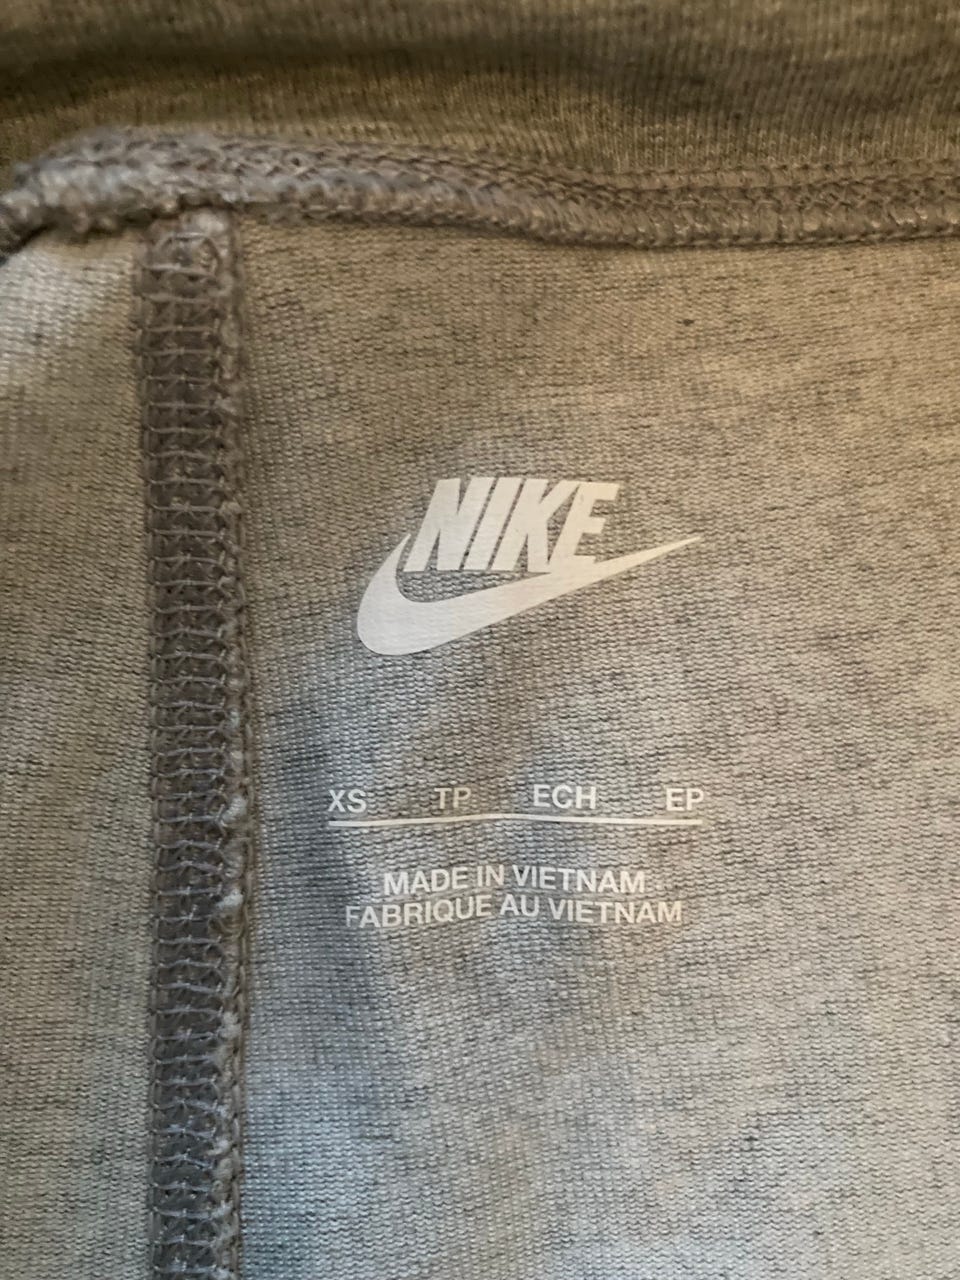 NIKE
XS TP ECH EP
MADE IN VIETNAM
FABRIQUE AU VIETNAM